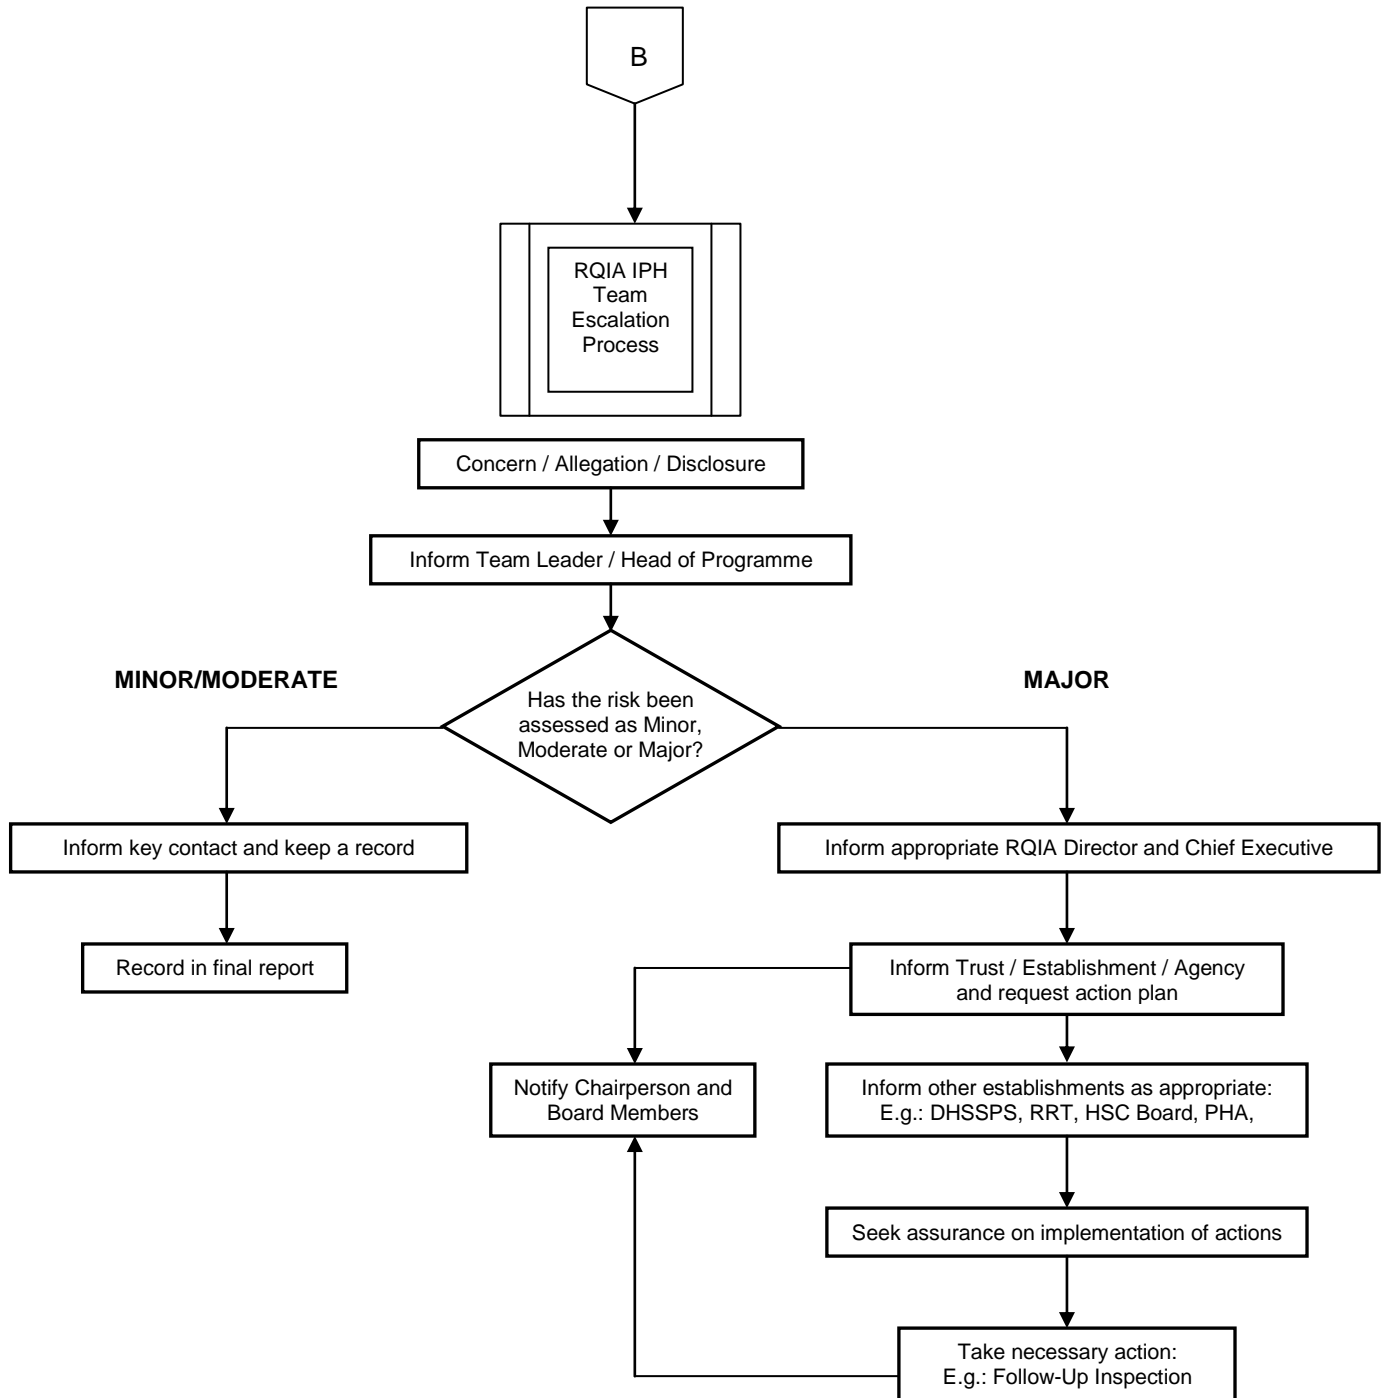 B
RQIA IPH
Team
Escalation
Process
Concern / Allegation / Disclosure
Inform Team Leader / Head of Programme
MINOR/MODERATE
MAJOR
Has the risk been
assessed as Minor,
Moderate or Major?
Inform key contact and keep a record
Inform appropriate RQIA Director and Chief Executive
Record in final report
Inform Trust / Establishment / Agency
and request action plan
Notify Chairperson and
Board Members
Inform other establishments as appropriate:
E.g.: DHSSPS, RRT, HSC Board, PHA,
Seek assurance on implementation of actions
Take necessary action:
E.g.: Follow-Up Inspection